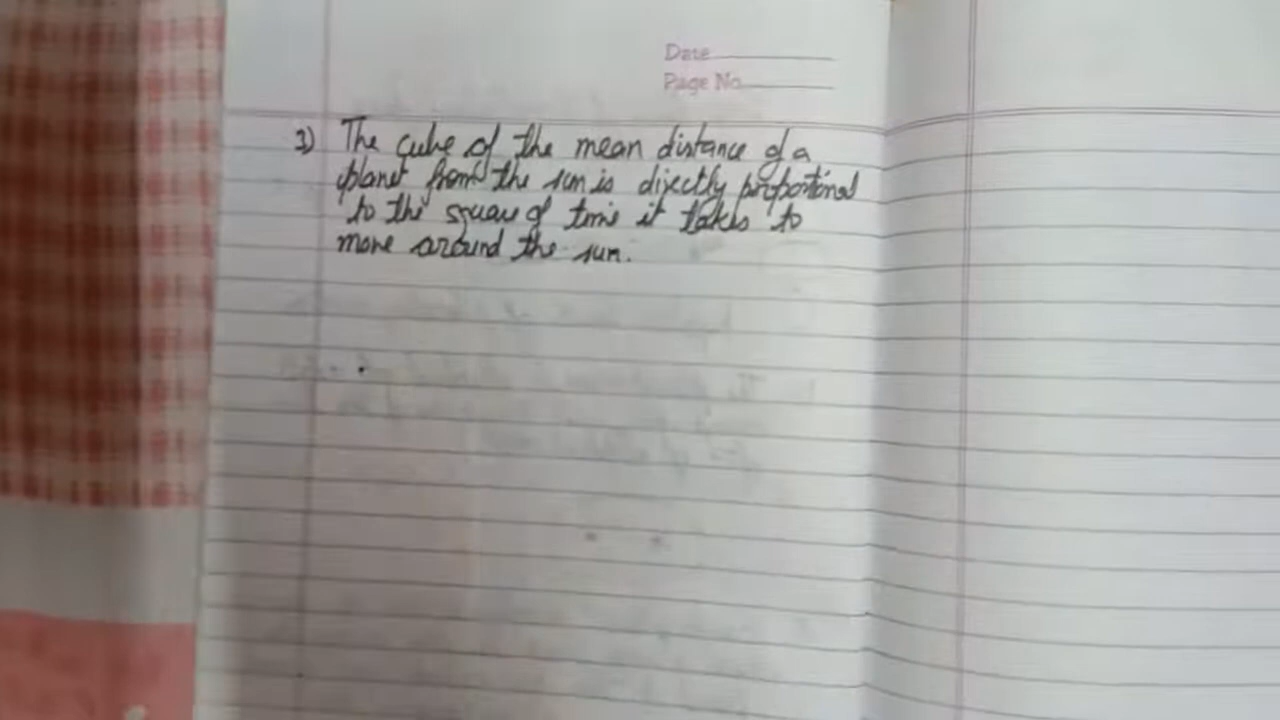 Date
Page No.
3) The cube of the mean distance of a
planet from the sun is directly proportional
to the square of time it takes to
move around the sun.